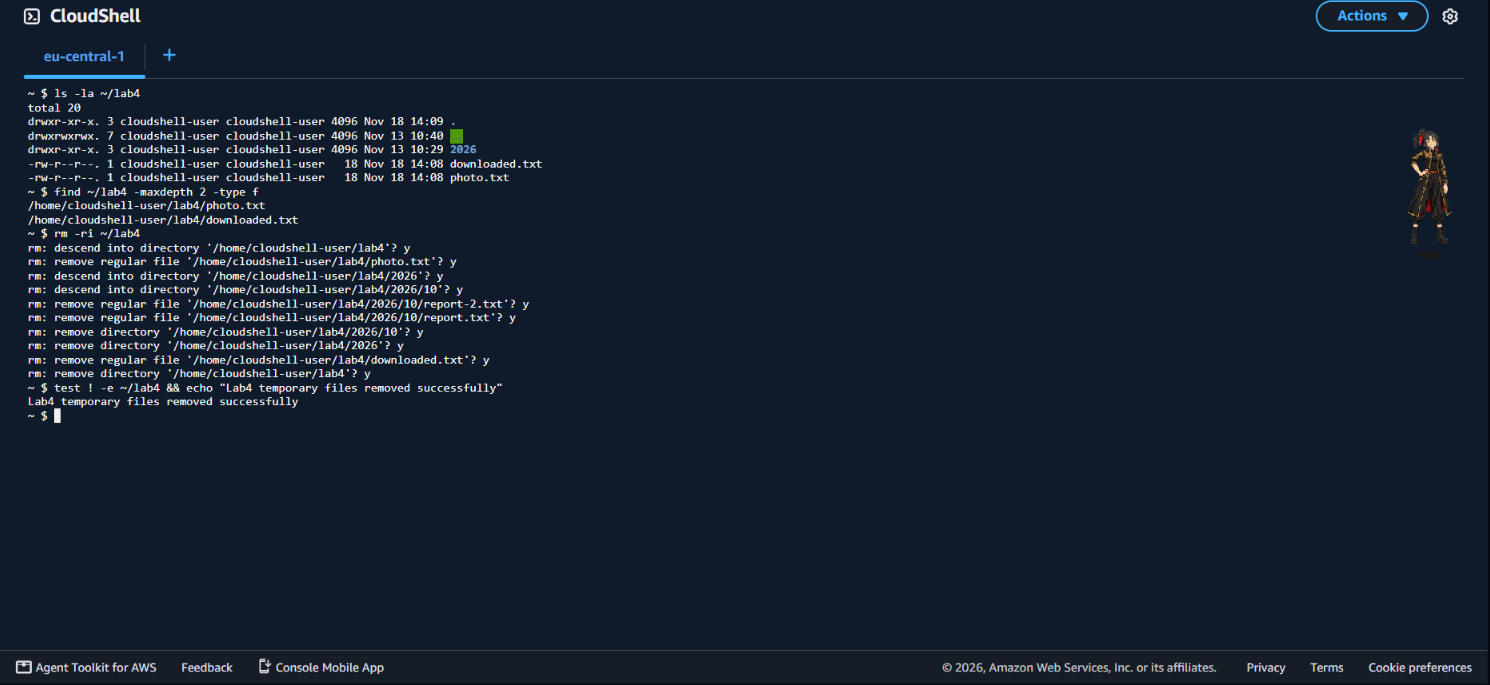 CloudShell
Actions
eu-central-1 +
~ $ ls -la ~/lab4
total 20
drwxr-xr-x. 3 cloudshell-user cloudshell-user 4096 Nov 18 14:09 .
drwxrwxrwx. 7 cloudshell-user cloudshell-user 4096 Nov 13 10:40
drwxr-xr-x. 3 cloudshell-user cloudshell-user 4096 Nov 13 10:29 2026
-rw-r--r--. 1 cloudshell-user cloudshell-user   18 Nov 18 14:08 downloaded.txt
-rw-r--r--. 1 cloudshell-user cloudshell-user   18 Nov 18 14:08 photo.txt
~ $ find ~/lab4 -maxdepth 2 -type f
/home/cloudshell-user/lab4/photo.txt
/home/cloudshell-user/lab4/downloaded.txt
~ $ rm -ri ~/lab4
rm: descend into directory '/home/cloudshell-user/lab4'? y
rm: remove regular file '/home/cloudshell-user/lab4/photo.txt'? y
rm: descend into directory '/home/cloudshell-user/lab4/2026'? y
rm: descend into directory '/home/cloudshell-user/lab4/2026/10'? y
rm: remove regular file '/home/cloudshell-user/lab4/2026/10/report-2.txt'? y
rm: remove regular file '/home/cloudshell-user/lab4/2026/10/report.txt'? y
rm: remove directory '/home/cloudshell-user/lab4/2026/10'? y
rm: remove directory '/home/cloudshell-user/lab4/2026'? y
rm: remove regular file '/home/cloudshell-user/lab4/downloaded.txt'? y
rm: remove directory '/home/cloudshell-user/lab4'? y
~ $ test ! -e ~/lab4 && echo "Lab4 temporary files removed successfully"
Lab4 temporary files removed successfully
~ $
Agent Toolkit for AWS Feedback Console Mobile App © 2026, Amazon Web Services, Inc. or its affiliates. Privacy Terms Cookie preferences